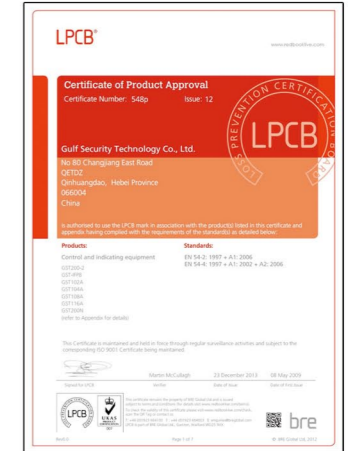 LPCB®
www.redbooklive.com
Certificate of Product Approval
Certificate Number: 548p Issue: 12
LOSS PREVENTION CERTIFICATION BOARD
LPCB
Gulf Security Technology Co., Ltd.
No 80 Changjiang East Road
QETDZ
Qinhuangdao, Hebei Province
066004
China
is authorised to use the LPCB mark in association with the product(s) listed in this certificate and
appendix having complied with the requirements of the standard(s) as detailed below:
Products: Standards:
Control and indicating equipment EN 54-2: 1997 + A1: 2006
EN 54-4: 1997 + A1: 2002 + A2: 2006
GST200-2
GST-IFP8
GST102A
GST104A
GST108A
GST116A
GST200N
(refer to Appendix for details)
This Certificate is maintained and held in force through regular surveillance activities and subject to the
corresponding ISO 9001 Certificate being maintained.
Martin McCullagh 23 December 2013 08 May 2009
Signed for LPCB Verifier Date of Issue Date of First Issue
LPCB
UKAS
bre
Page 1 of 7
© BRE Global Ltd, 2012